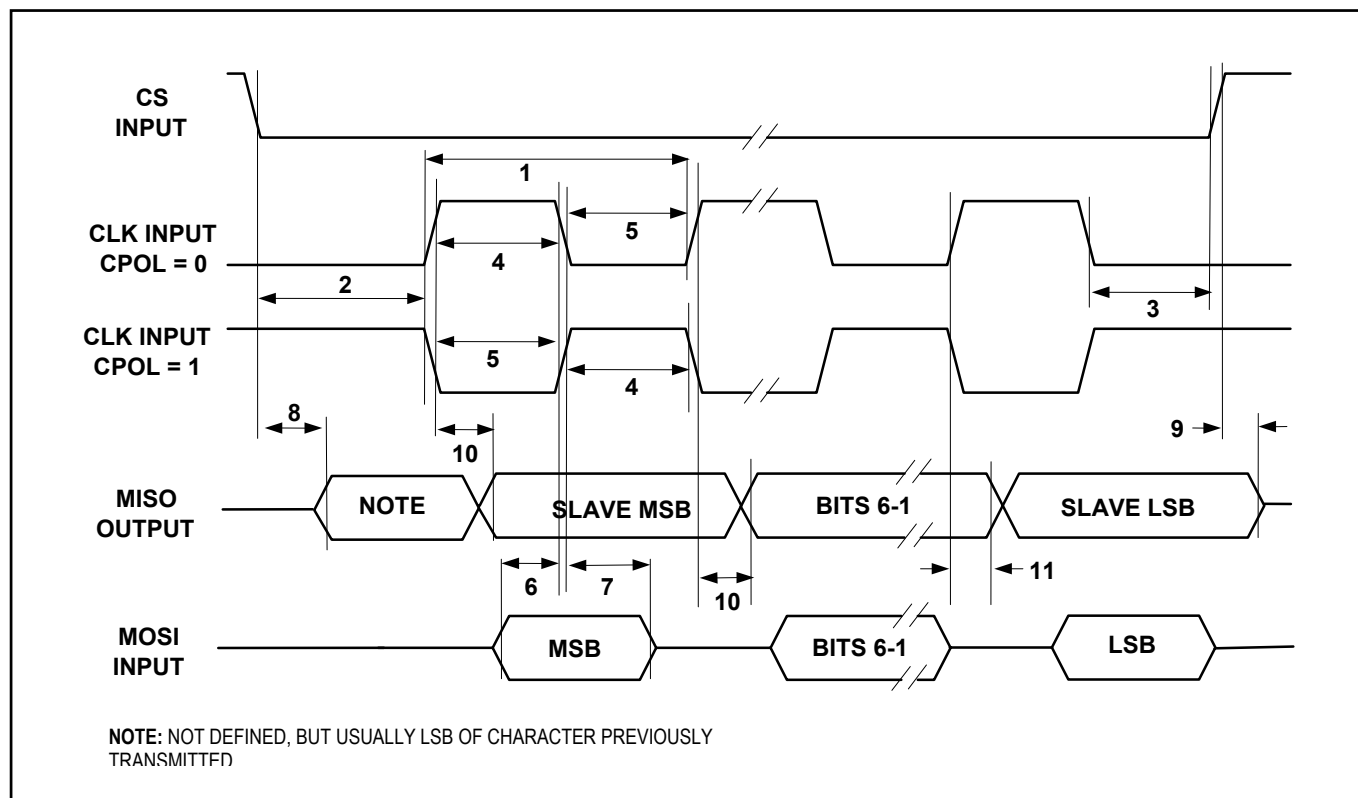 CS
INPUT
1
5
CLK INPUT
CPOL = 0
4
2
3
CLK INPUT
CPOL = 1
5
4
8
9
10
MISO
OUTPUT
NOTE
SLAVE MSB
BITS 6-1
SLAVE LSB
6
7
10
11
MOSI
INPUT
MSB
BITS 6-1
LSB
NOTE: NOT DEFINED, BUT USUALLY LSB OF CHARACTER PREVIOUSLY
TRANSMITTED